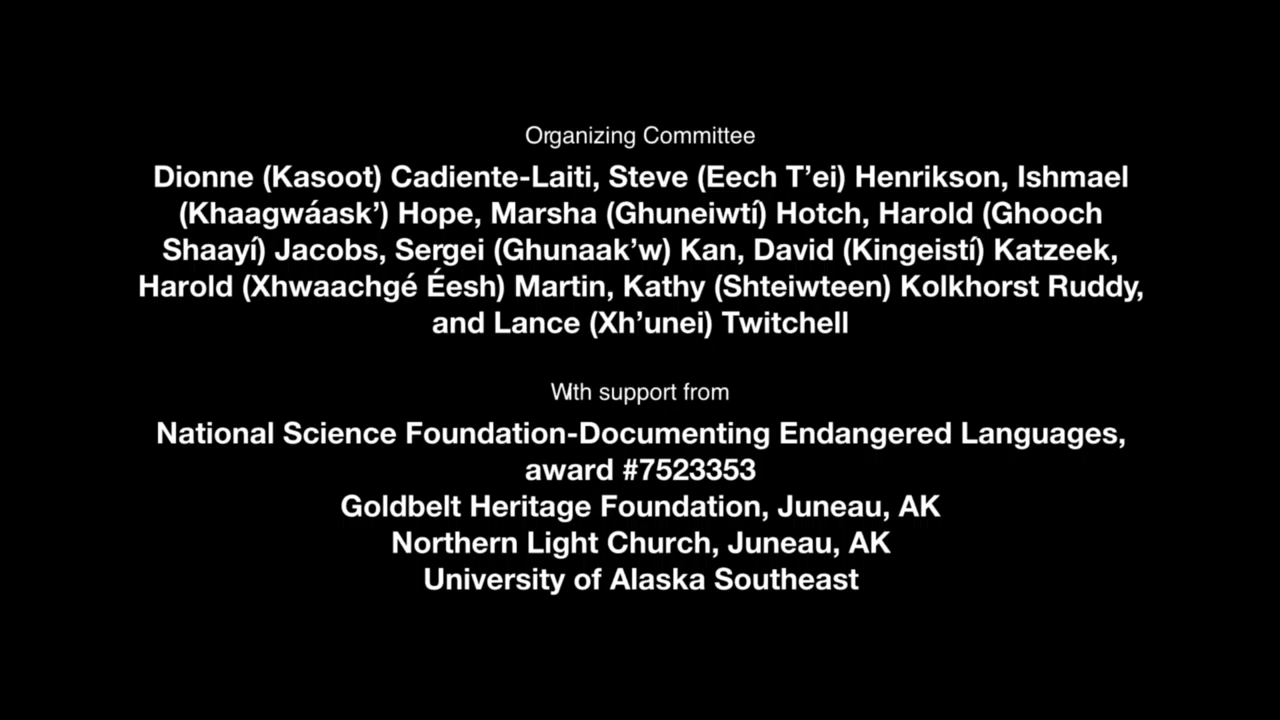 Organizing Committee
Dionne (Kasoot) Cadiente-Laiti, Steve (Eech T’ei) Henrikson, Ishmael
(Khaagwáask’) Hope, Marsha (Ghuneiwtí) Hotch, Harold (Ghooch
Shaayí) Jacobs, Sergei (Ghunaak’w) Kan, David (Kingeistí) Katzeek,
Harold (Xhwaachgé Éesh) Martin, Kathy (Shteiwteen) Kolkhorst Ruddy,
and Lance (Xh’unei) Twitchell
With support from
National Science Foundation-Documenting Endangered Languages,
award #7523353
Goldbelt Heritage Foundation, Juneau, AK
Northern Light Church, Juneau, AK
University of Alaska Southeast